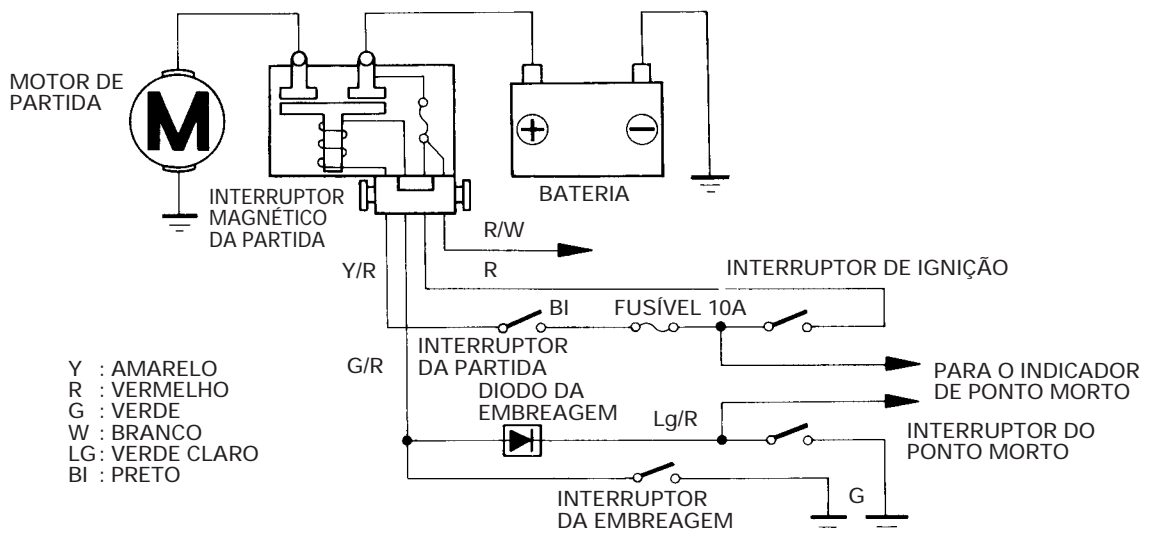 MOTOR DE
PARTIDA
M
INTERRUPTOR
MAGNÉTICO
DA PARTIDA
+
−
BATERIA
R/W
R
Y/R
INTERRUPTOR DE IGNIÇÃO
BI
FUSÍVEL 10A
INTERRUPTOR
DA PARTIDA
G/R
PARA O INDICADOR
DE PONTO MORTO
DIODO DA
EMBREAGEM
Lg/R
INTERRUPTOR DO
PONTO MORTO
INTERRUPTOR
DA EMBREAGEM
G
Y : AMARELO
R : VERMELHO
G : VERDE
W : BRANCO
LG : VERDE CLARO
BI : PRETO